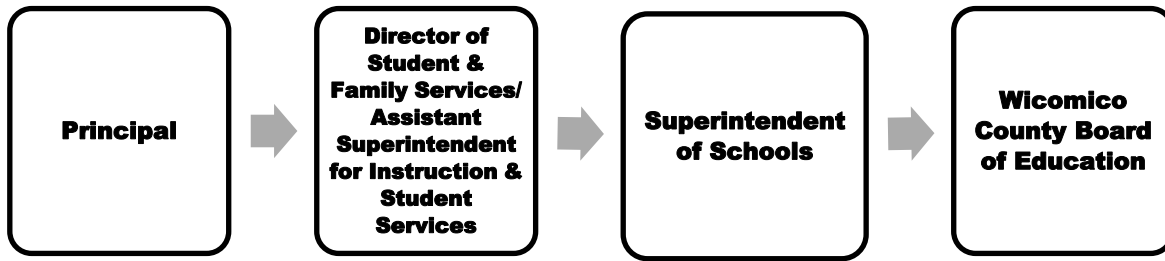 Principal
Director of
Student &
Family Services/
Assistant
Superintendent
for Instruction &
Student
Services
Superintendent
of Schools
Wicomico
County Board
of Education